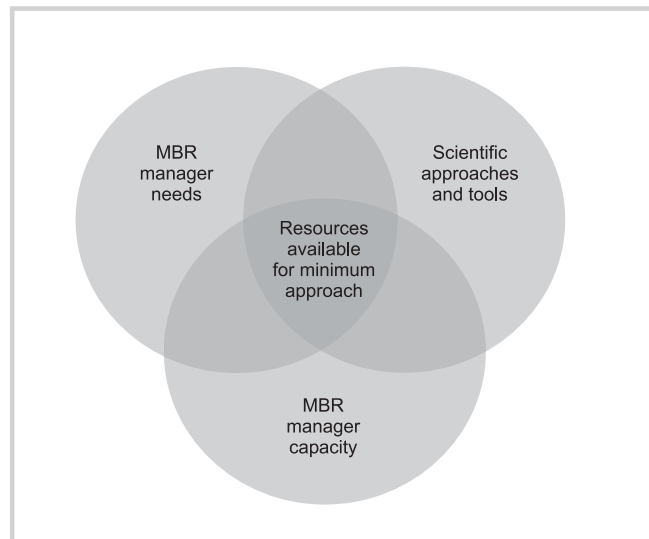 MBR
manager
needs
Scientific
approaches
and tools
Resources
available
for minimum
approach
MBR
manager
capacity